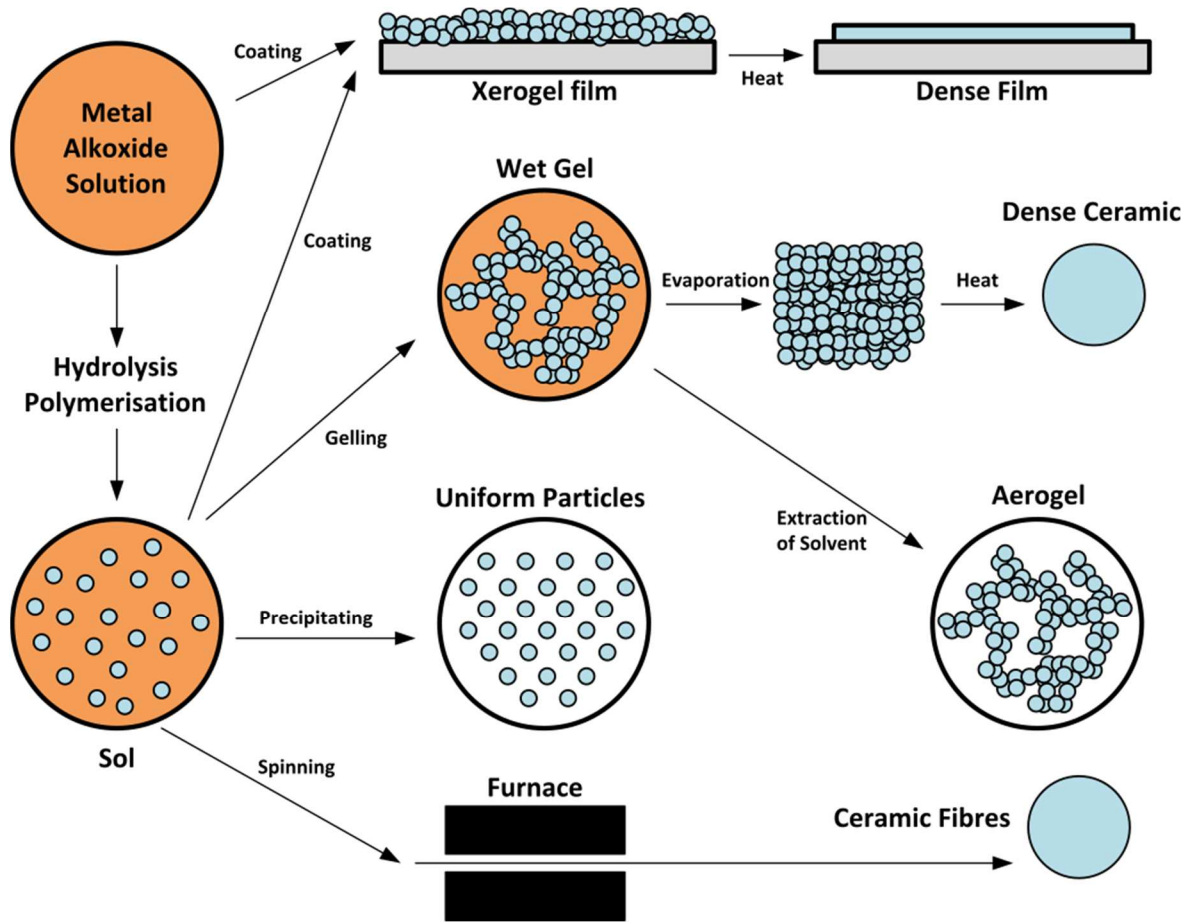 Coating
Xerogel film
Heat
Dense Film
Metal
Alkoxide
Solution
Coating
Wet Gel
Evaporation
Heat
Dense Ceramic
Hydrolysis
Polymerisation
Gelling
Extraction
of Solvent
Aerogel
Uniform Particles
Precipitating
Sol
Spinning
Furnace
Ceramic Fibres